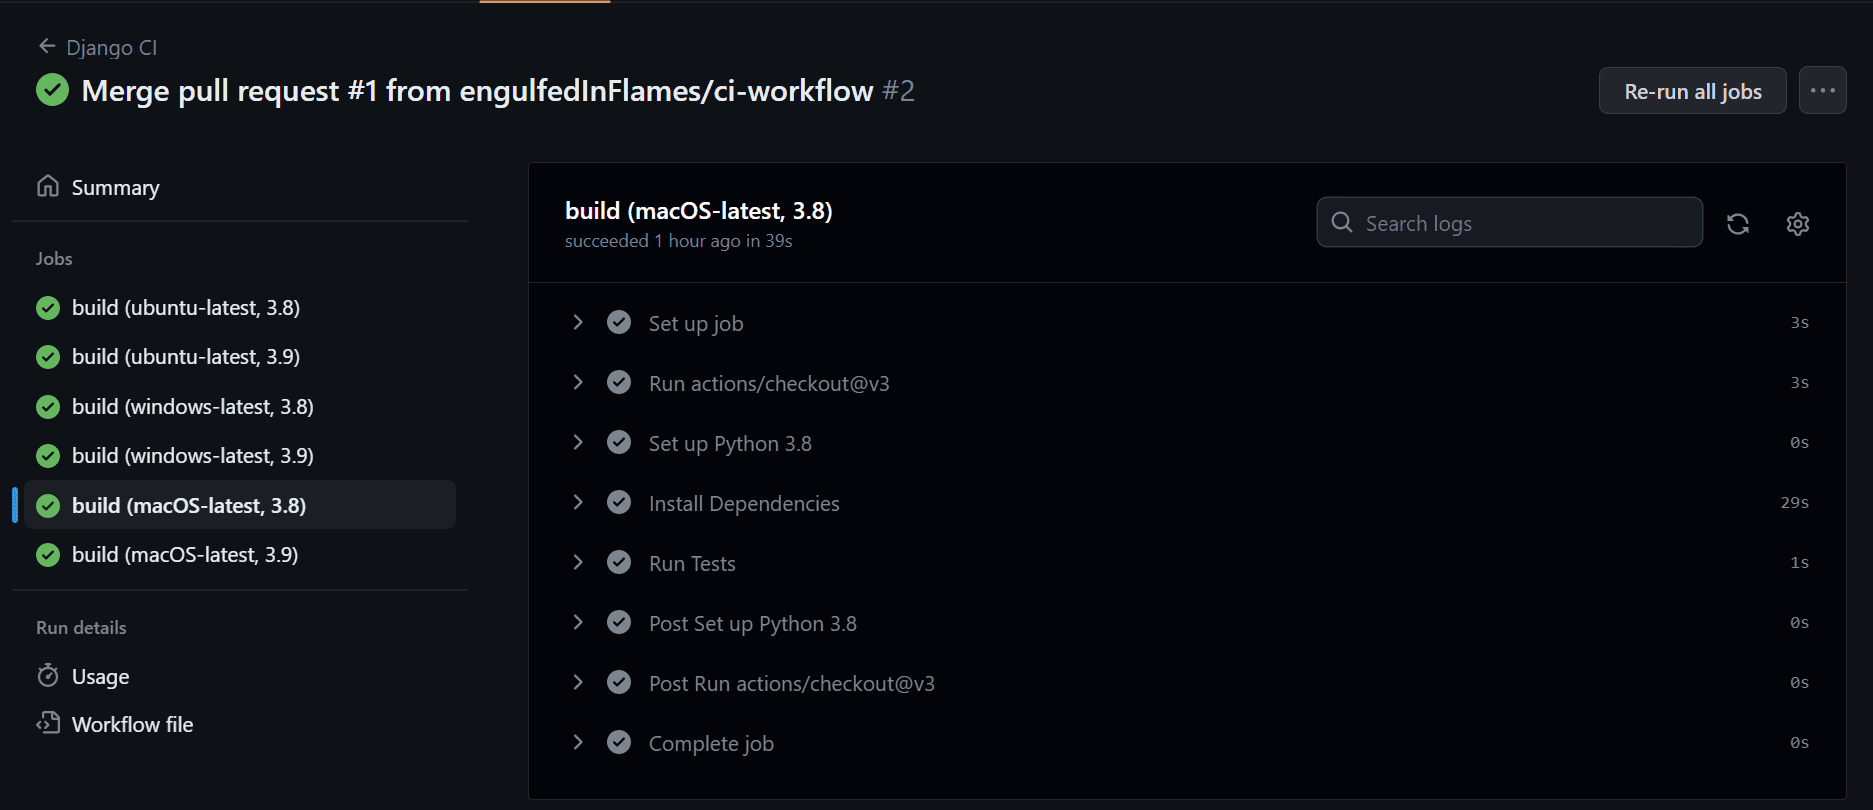 Django CI
Merge pull request #1 from engulfedInFlames/ci-workflow #2
Re-run all jobs
Summary
Jobs
build (ubuntu-latest, 3.8)
build (ubuntu-latest, 3.9)
build (windows-latest, 3.8)
build (windows-latest, 3.9)
build (macOS-latest, 3.8)
build (macOS-latest, 3.9)
Run details
Usage
Workflow file
build (macOS-latest, 3.8)
succeeded 1 hour ago in 39s
Search logs
Set up job 3s
Run actions/checkout@v3 3s
Set up Python 3.8 0s
Install Dependencies 29s
Run Tests 1s
Post Set up Python 3.8 0s
Post Run actions/checkout@v3 0s
Complete job 0s